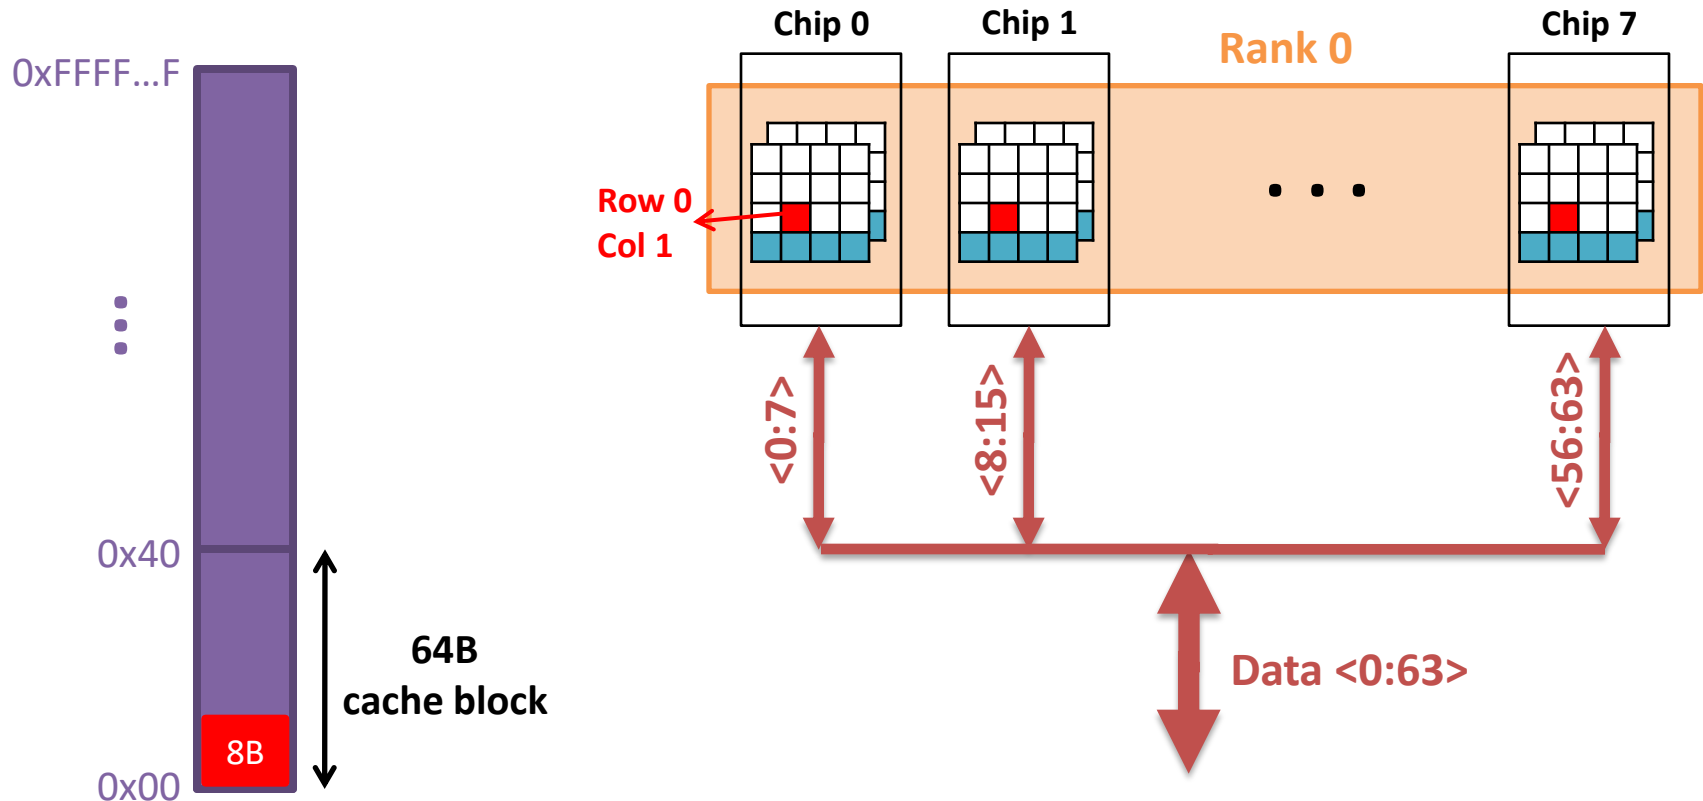 Chip 0
Chip 1
Chip 7
Rank 0
0xFFFF...F
Row 0
Col 1
<0:7>
<8:15>
<56:63>
0x40
64B
cache block
Data <0:63>
8B
0x00